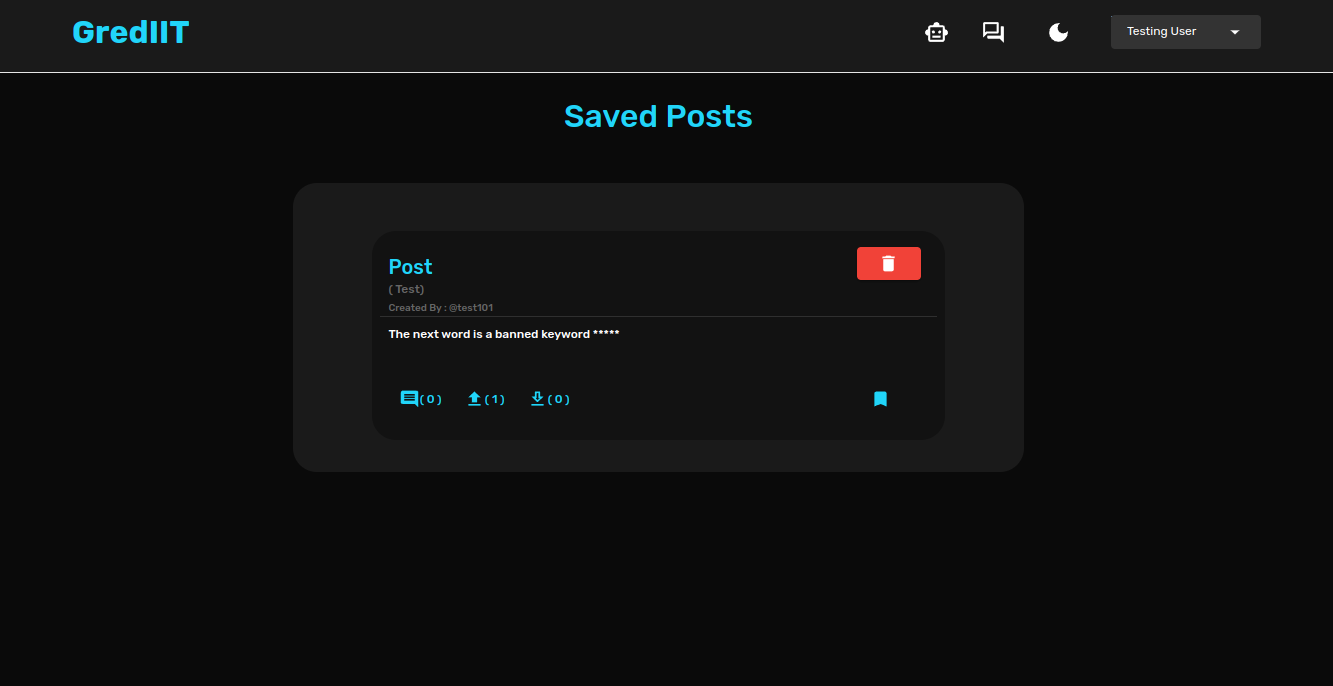 GredIIT
Testing User
Saved Posts
Post
( Test)
Created By : @test101
The next word is a banned keyword *****
( 0 ) ( 1 ) ( 0 )